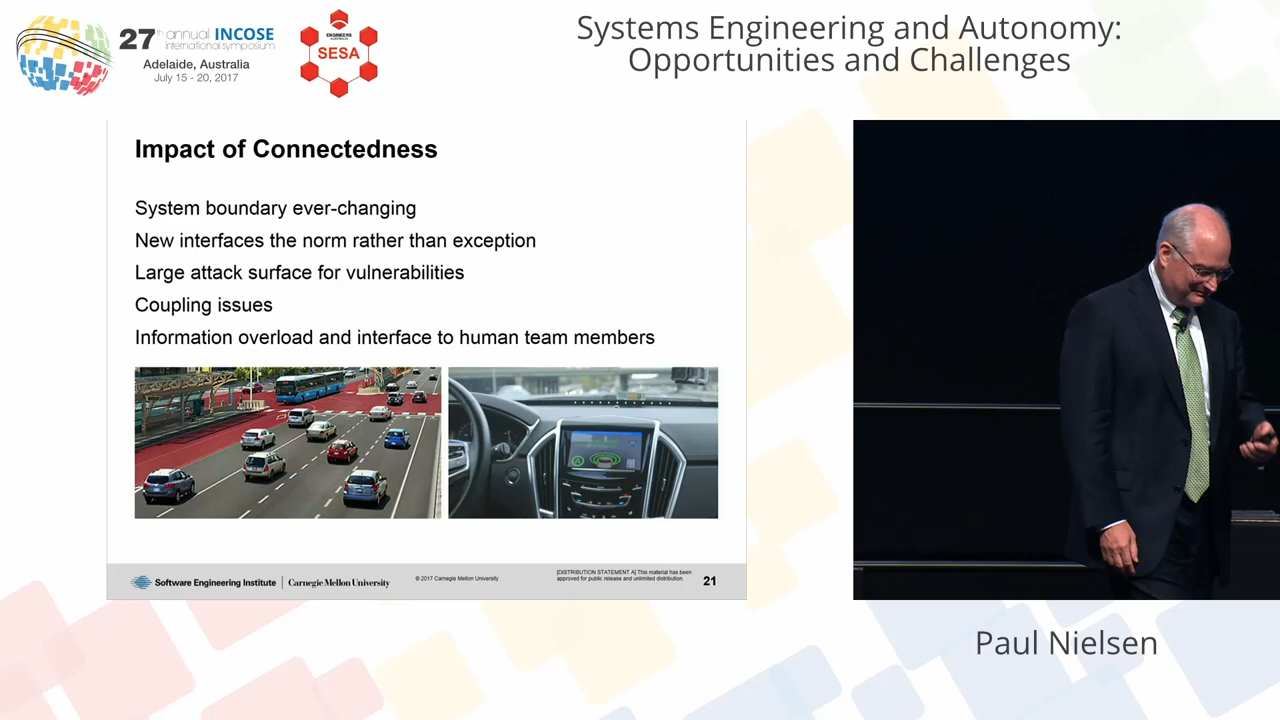 27th annual INCOSE
international symposium
Adelaide, Australia
July 15 - 20, 2017
ENGINEERS
AUSTRALIA
SESA
Systems Engineering and Autonomy:
Opportunities and Challenges
Impact of Connectedness
System boundary ever-changing
New interfaces the norm rather than exception
Large attack surface for vulnerabilities
Coupling issues
Information overload and interface to human team members
Software Engineering Institute | Carnegie Mellon University
© 2017 Carnegie Mellon University
[DISTRIBUTION STATEMENT A] This material has been
approved for public release and unlimited distribution.
21
Paul Nielsen